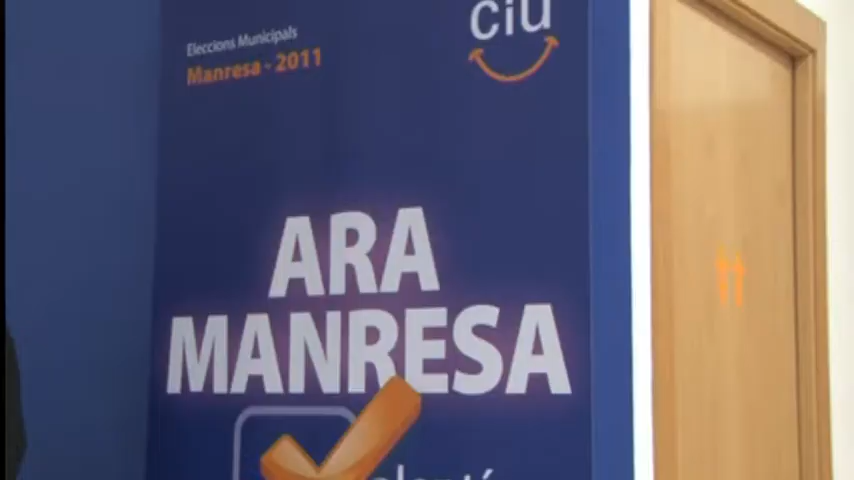 Eleccions Municipals
Manresa - 2011
ciu
ARA
MANRESA